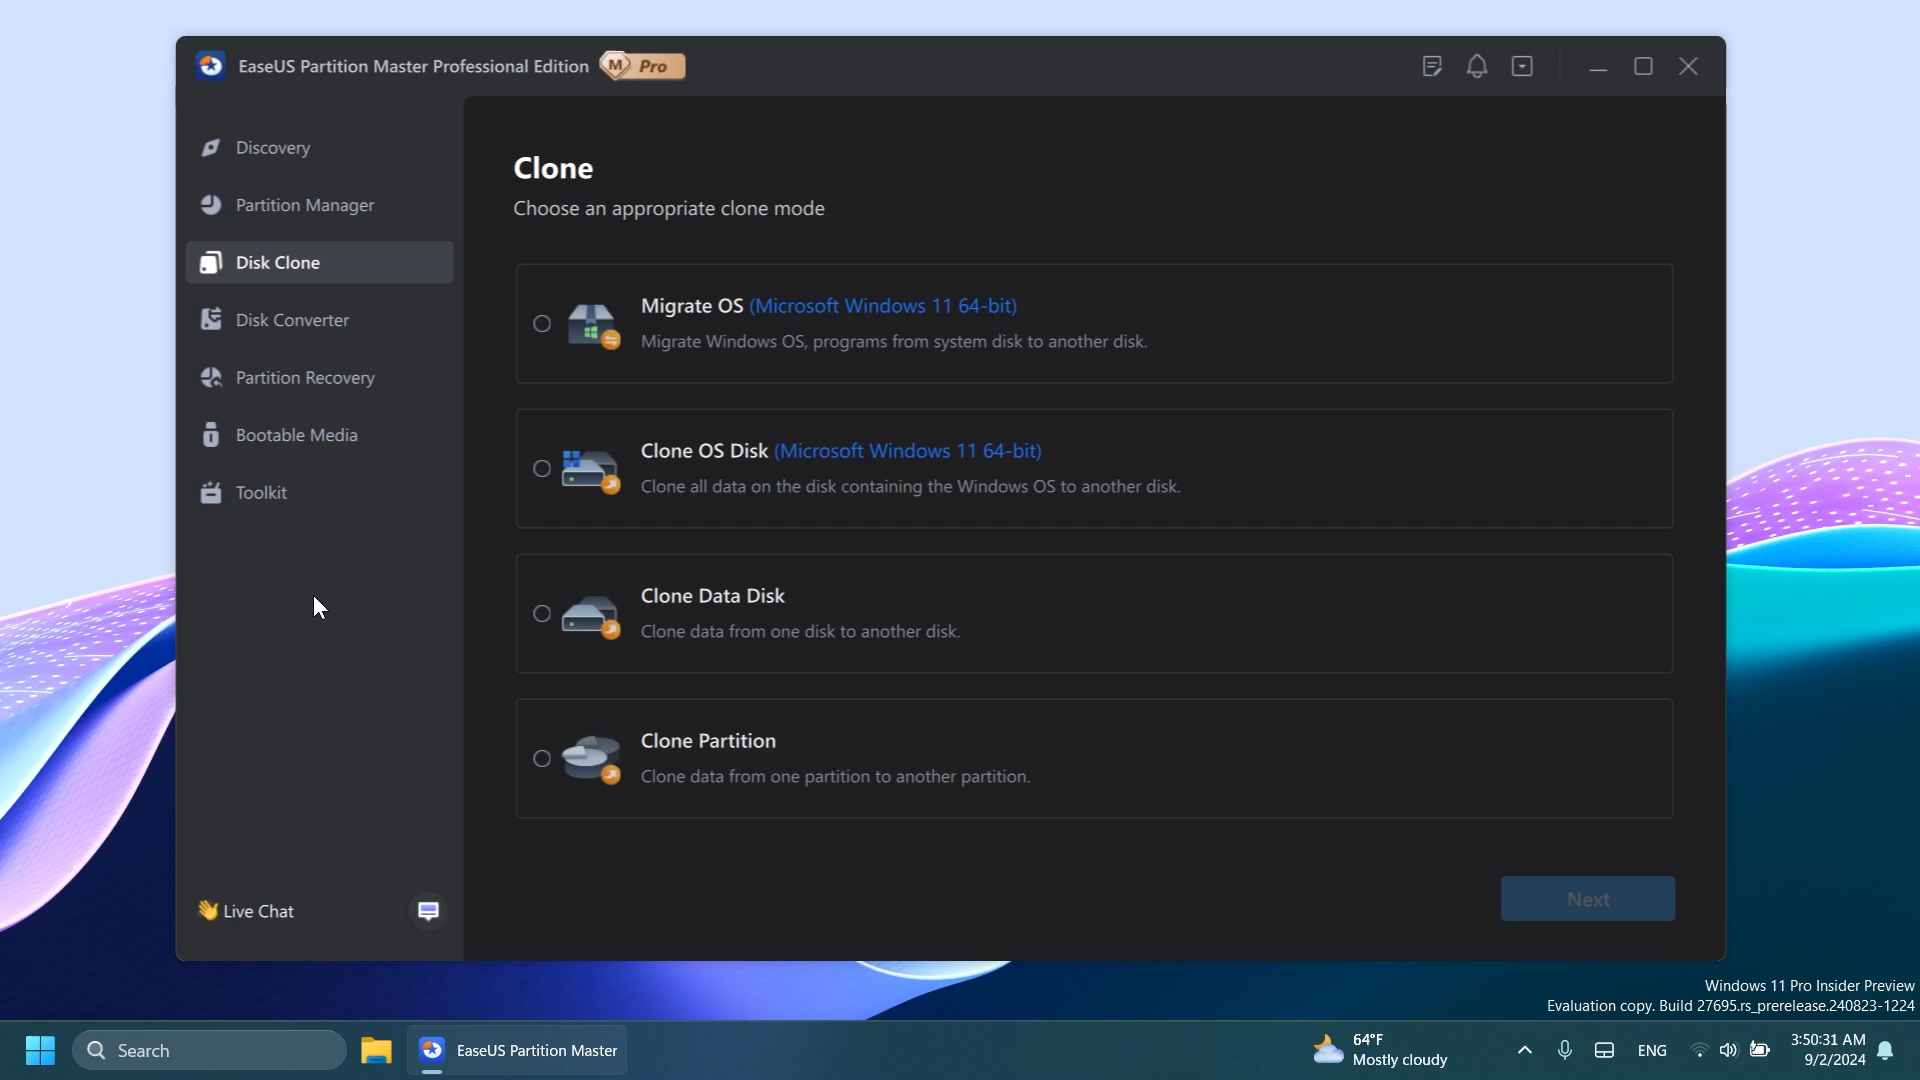 EaseUS Partition Master Professional Edition M Pro
Discovery
Partition Manager
Disk Clone
Disk Converter
Partition Recovery
Bootable Media
Toolkit
Live Chat
Clone
Choose an appropriate clone mode
Migrate OS (Microsoft Windows 11 64-bit)
Migrate Windows OS, programs from system disk to another disk.
Clone OS Disk (Microsoft Windows 11 64-bit)
Clone all data on the disk containing the Windows OS to another disk.
Clone Data Disk
Clone data from one disk to another disk.
Clone Partition
Clone data from one partition to another partition.
Next
Windows 11 Pro Insider Preview
Evaluation copy. Build 27695.rs_prerelease.240823-1224
Search
EaseUS Partition Master
64°F
Mostly cloudy
ENG
3:50:31 AM
9/2/2024